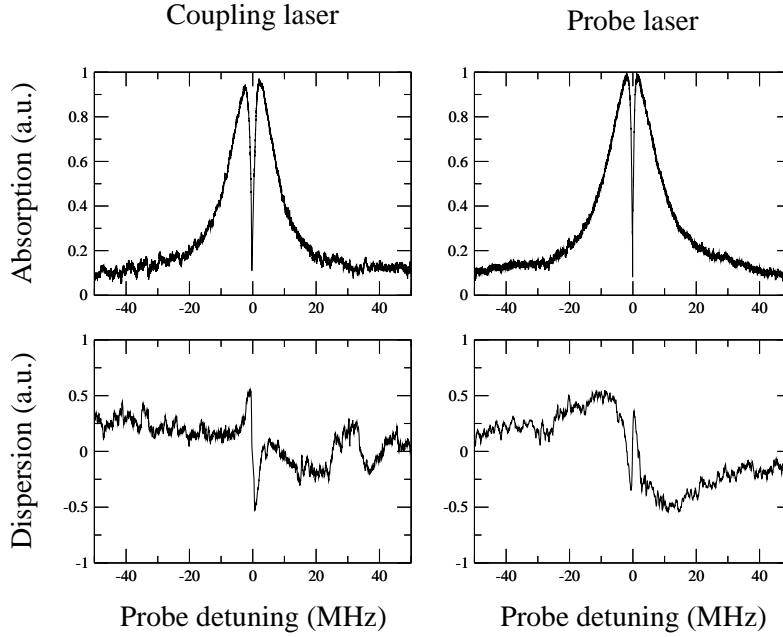 Coupling laser
Probe laser
Absorption (a.u.)
1
0.8
0.6
0.4
0.2
0
-40 -20 0 20 40
1
0.8
0.6
0.4
0.2
0
-40 -20 0 20 40
Dispersion (a.u.)
1
0.5
0
-0.5
-1
-40 -20 0 20 40
1
0.5
0
-0.5
-1
-40 -20 0 20 40
Probe detuning (MHz)
Probe detuning (MHz)